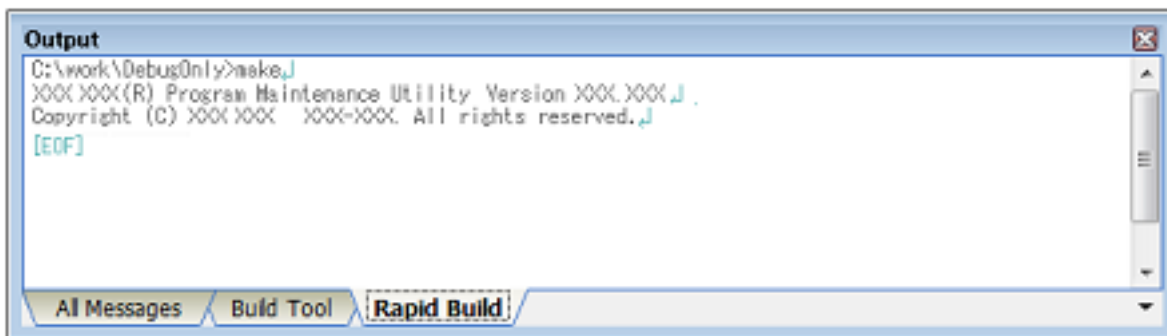 Output
C:\work\DebugOnly>make
XXX XXX(R) Program Maintenance Utility Version XXX.XXX
Copyright (C) XXX XXX XXX-XXX. All rights reserved.
[EOF]
All Messages Build Tool Rapid Build